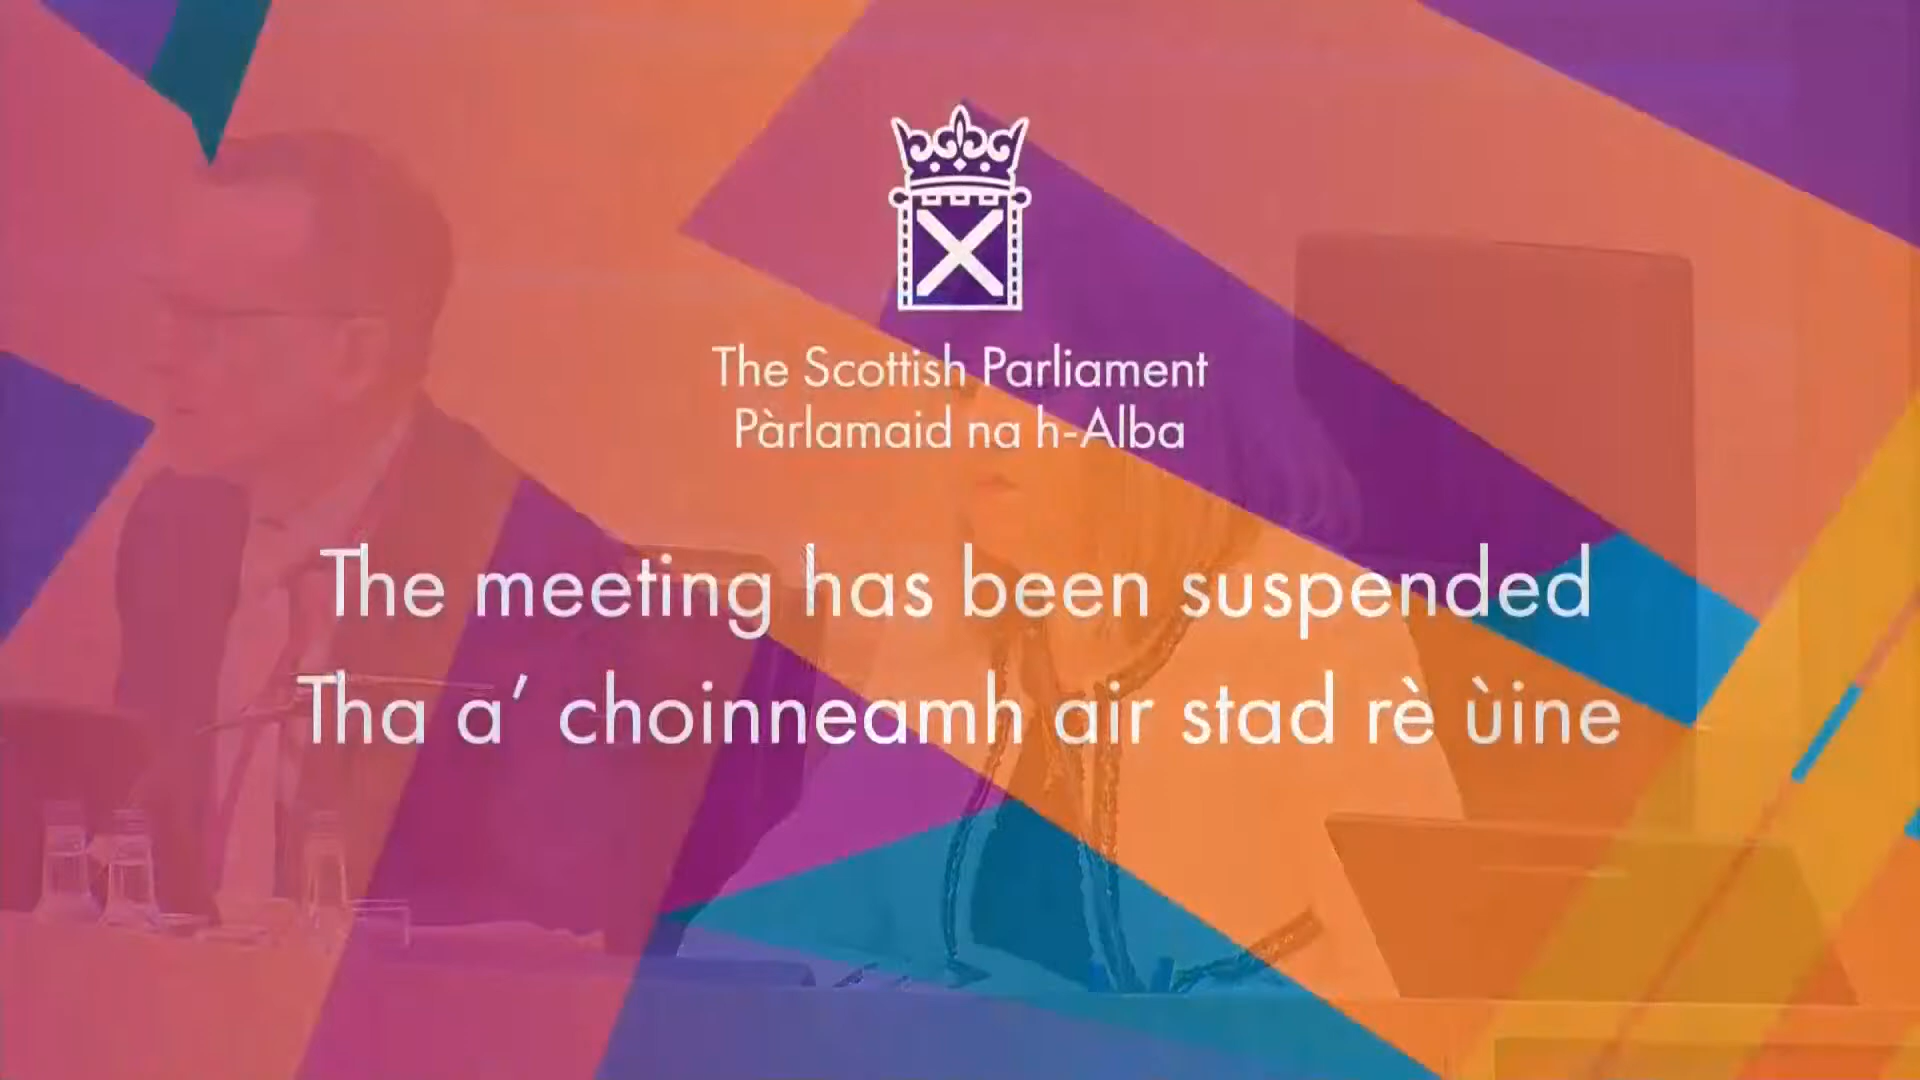 The Scottish Parliament
Pàrlamaid na h-Alba
The meeting has been suspended
Tha a’ choinneamh air stad rè ùine